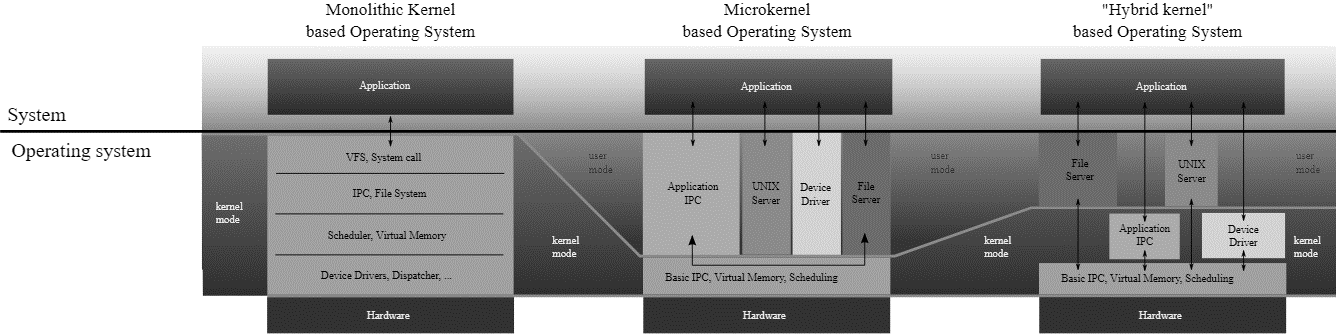 Monolithic Kernel
based Operating System
Microkernel
based Operating System
"Hybrid kernel"
based Operating System
System
Operating system
Application
VFS, System call
IPC, File System
Scheduler, Virtual Memory
Device Drivers, Dispatcher, ...
Hardware
kernel
mode
user
mode
kernel
mode
Application
Application
IPC
UNIX
Server
Device
Driver
File
Server
Basic IPC, Virtual Memory, Scheduling
Hardware
user
mode
kernel
mode
Application
File
Server
UNIX
Server
Application
IPC
Device
Driver
Basic IPC, Virtual Memory, Scheduling
Hardware
user
mode
kernel
mode